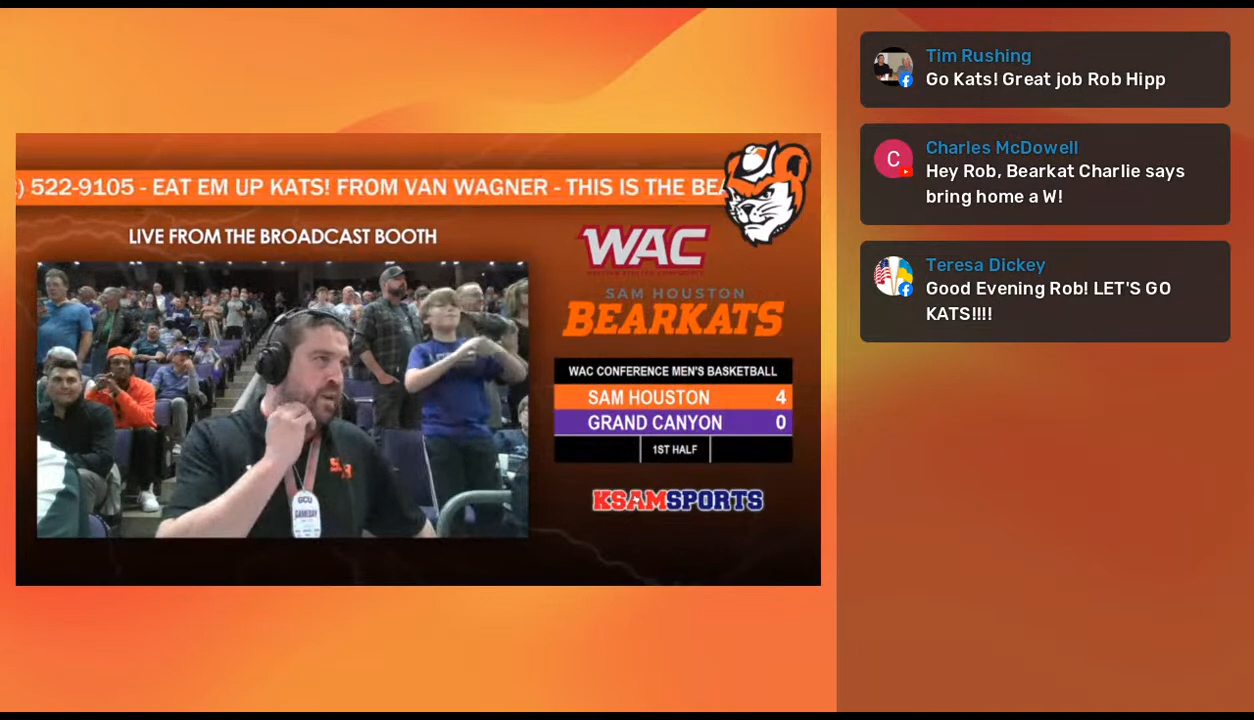 ) 522-9105 - EAT EM UP KATS! FROM VAN WAGNER - THIS IS THE BEA
LIVE FROM THE BROADCAST BOOTH
WAC
SAM HOUSTON
BEARKATS
WAC CONFERENCE MEN'S BASKETBALL
SAM HOUSTON 4
GRAND CANYON 0
1ST HALF
KSAMSPORTS
GCU
GAMEDAY
Tim Rushing
Go Kats! Great job Rob Hipp
C
Charles McDowell
Hey Rob, Bearkat Charlie says
bring home a W!
Teresa Dickey
Good Evening Rob! LET'S GO
KATS!!!!